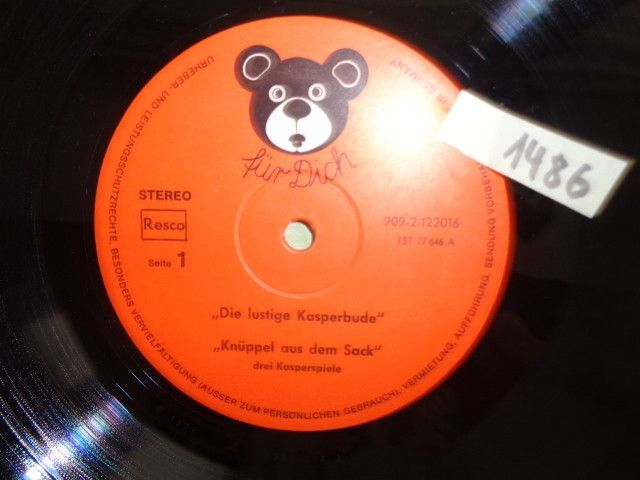 für Dich
STEREO
Resco
Seite 1
909-2-122016
TST 77 646 A
„Die lustige Kasperbude"
„Knüppel aus dem Sack"
drei Kasperspiele
URHEBER- UND LEISTUNGSSCHUTZRECHTE, BESONDERS VERVIELFÄLTIGUNG (AUSSER ZUM PERSÖNLICHEN GEBRAUCH), VERMIETUNG, AUFFÜHRUNG, SENDUNG VORBEH
1486